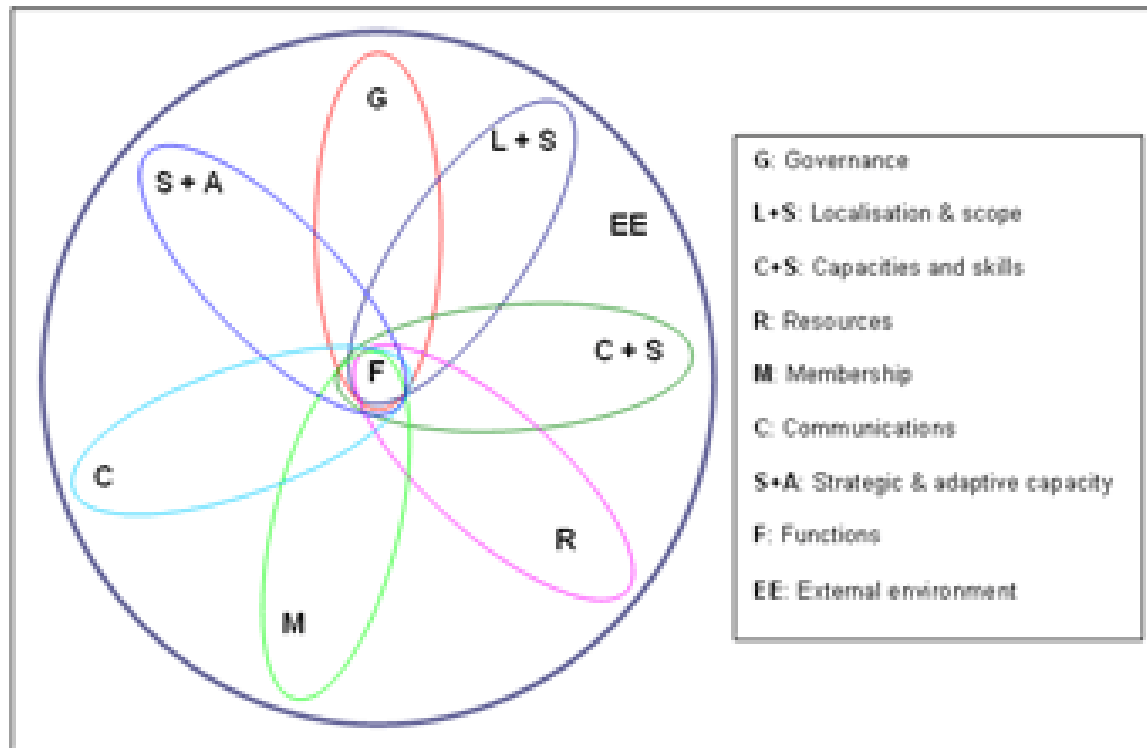 G
L + S
S + A
EE
C + S
F
C
R
M
G: Governance
L+S: Localisation & scope
C+S: Capacities and skills
R: Resources
M: Membership
C: Communications
S+A: Strategic & adaptive capacity
F: Functions
EE: External environment